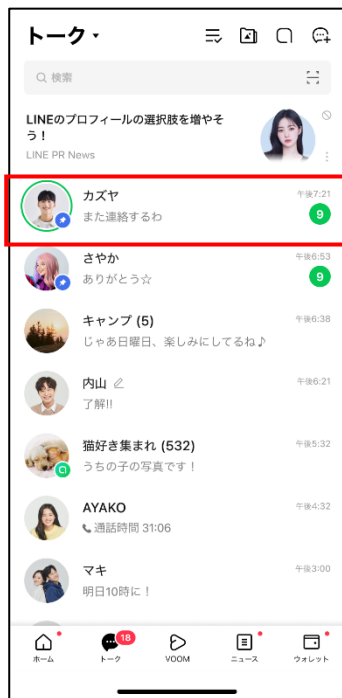 トーク
検索
LINEのプロフィールの選択肢を増やそ
う！
LINE PR News
カズヤ
午後7:21
また連絡するわ
9
さやか
午後6:53
ありがとう☆
9
キャンプ (5)
午後6:38
じゃあ日曜日、楽しみにしてるね♪
内山
午後6:21
了解!!
猫好き集まれ (532)
午後5:32
うちの子の写真です！
AYAKO
午後4:32
通話時間 31:06
マキ
午後3:00
明日10時に！
18
ホーム
トーク
VOOM
ニュース
ウォレット